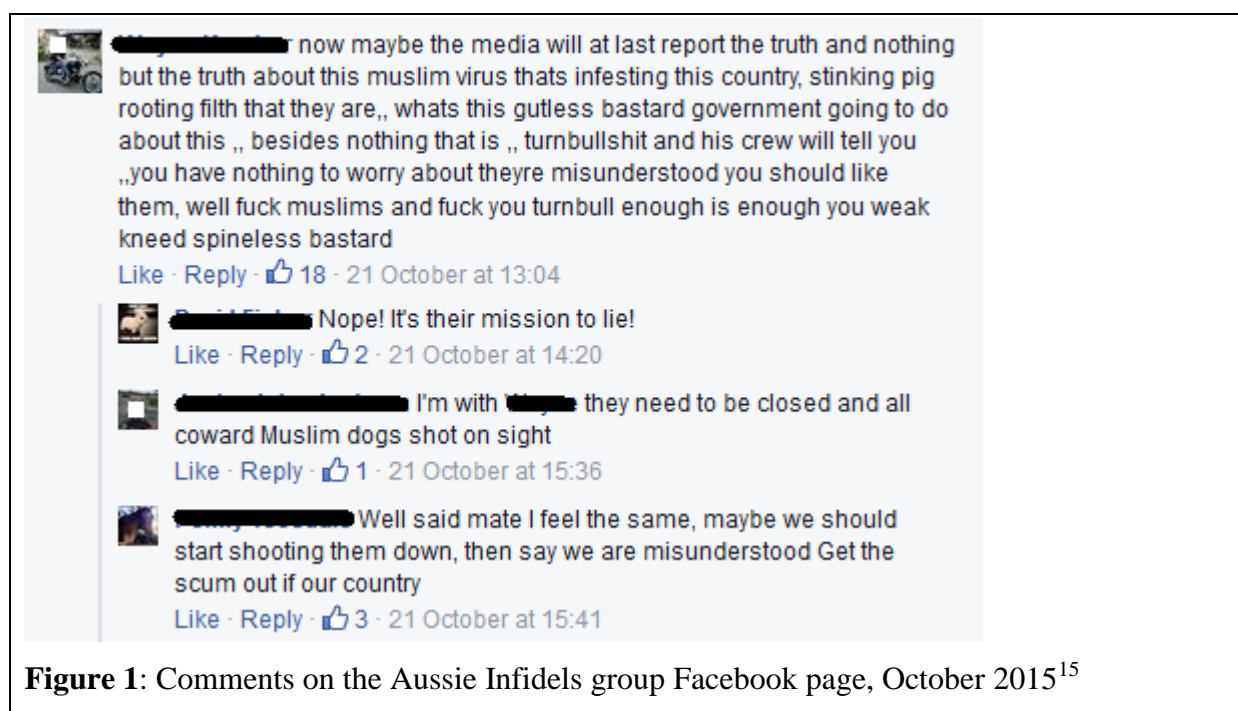 now maybe the media will at last report the truth and nothing
but the truth about this muslim virus thats infesting this country, stinking pig
rooting filth that they are,, whats this gutless bastard government going to do
about this ,, besides nothing that is ,, turnbullshit and his crew will tell you
,,you have nothing to worry about theyre misunderstood you should like
them, well fuck muslims and fuck you turnbull enough is enough you weak
kneed spineless bastard
Like · Reply · 18 · 21 October at 13:04
Nope! It's their mission to lie!
Like · Reply · 2 · 21 October at 14:20
I'm with they need to be closed and all
coward Muslim dogs shot on sight
Like · Reply · 1 · 21 October at 15:36
Well said mate I feel the same, maybe we should
start shooting them down, then say we are misunderstood Get the
scum out if our country
Like · Reply · 3 · 21 October at 15:41
Figure 1: Comments on the Aussie Infidels group Facebook page, October 2015¹⁵